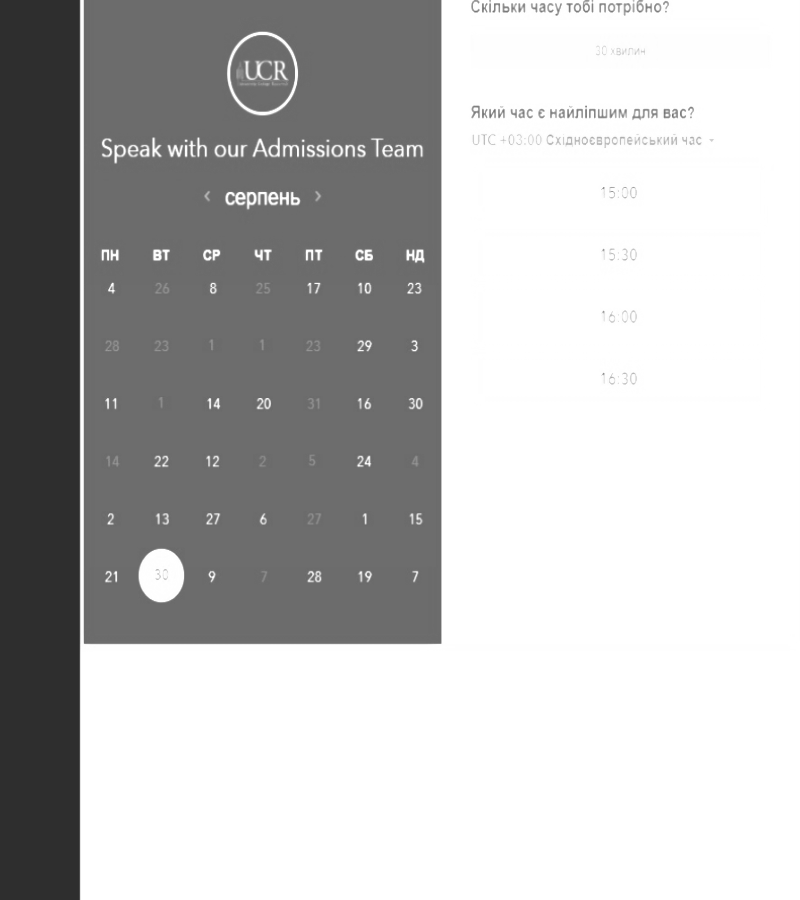 Скільки часу тобі потрібно?
30 хвилин
UCR
Speak with our Admissions Team
‹ серпень ›
ПН ВТ СР ЧТ ПТ СБ НД
4 26 8 25 17 10 23
28 23 1 1 23 29 3
11 1 14 20 31 16 30
14 22 12 2 5 24 4
2 13 27 6 27 1 15
21 30 9 7 28 19 7
Який час є найліпшим для вас?
UTC +03:00 Східноєвропейський час
15:00
15:30
16:00
16:30